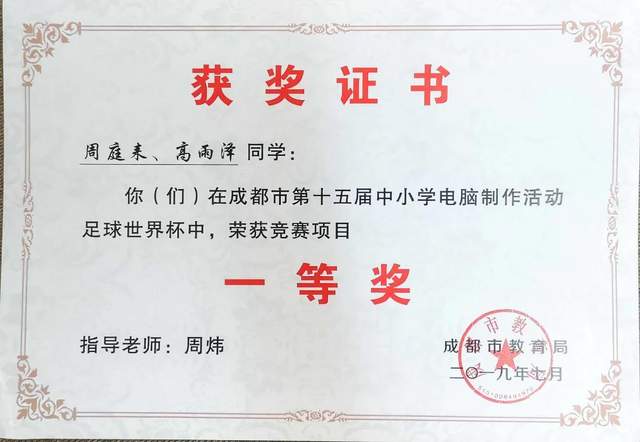 获奖证书
周庭来、高雨泽 同学：
你（们）在成都市第十五届中小学电脑制作活动
足球世界杯中，荣获竞赛项目
一等奖
指导老师：周炜
成都市教育局
二〇一九年七月